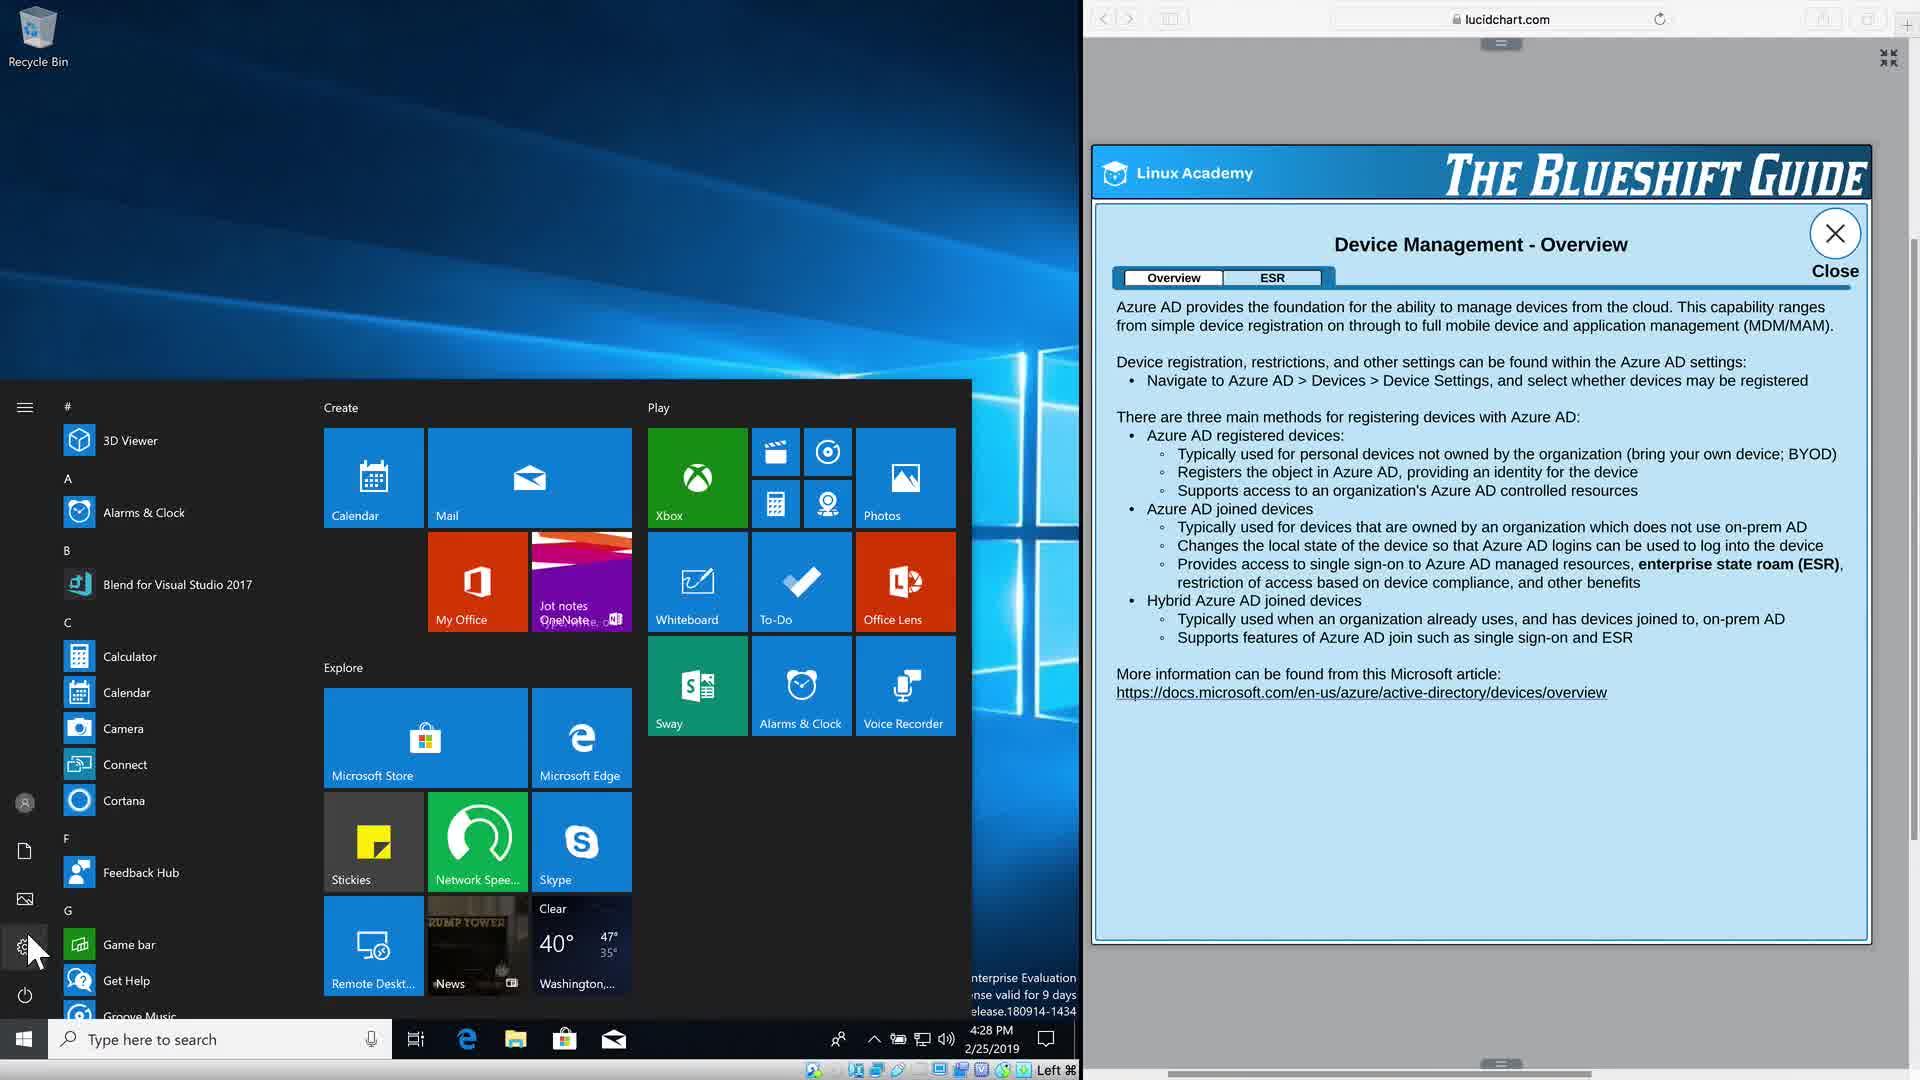 Recycle Bin
#
3D Viewer
A
Alarms & Clock
B
Blend for Visual Studio 2017
C
Calculator
Calendar
Camera
Connect
Cortana
F
Feedback Hub
G
Game bar
Get Help
Groove Music
Create
Calendar
Mail
My Office
Jot notes
OneNote
Explore
Microsoft Store
Microsoft Edge
Stickies
Network Spee...
Skype
Remote Deskt...
News
Clear
40°
47°
35°
Washington,...
Play
Xbox
Photos
Whiteboard
To-Do
Office Lens
Sway
Alarms & Clock
Voice Recorder
nterprise Evaluation
ense valid for 9 days
elease.180914-1434
Type here to search
4:28 PM
2/25/2019
Left ⌘
lucidchart.com
Linux Academy
THE BLUESHIFT GUIDE
Device Management - Overview
Close
Overview
ESR
Azure AD provides the foundation for the ability to manage devices from the cloud. This capability ranges
from simple device registration on through to full mobile device and application management (MDM/MAM).
Device registration, restrictions, and other settings can be found within the Azure AD settings:
• Navigate to Azure AD > Devices > Device Settings, and select whether devices may be registered
There are three main methods for registering devices with Azure AD:
• Azure AD registered devices:
◦ Typically used for personal devices not owned by the organization (bring your own device; BYOD)
◦ Registers the object in Azure AD, providing an identity for the device
◦ Supports access to an organization's Azure AD controlled resources
• Azure AD joined devices
◦ Typically used for devices that are owned by an organization which does not use on-prem AD
◦ Changes the local state of the device so that Azure AD logins can be used to log into the device
◦ Provides access to single sign-on to Azure AD managed resources, enterprise state roam (ESR),
restriction of access based on device compliance, and other benefits
• Hybrid Azure AD joined devices
◦ Typically used when an organization already uses, and has devices joined to, on-prem AD
◦ Supports features of Azure AD join such as single sign-on and ESR
More information can be found from this Microsoft article:
https://docs.microsoft.com/en-us/azure/active-directory/devices/overview